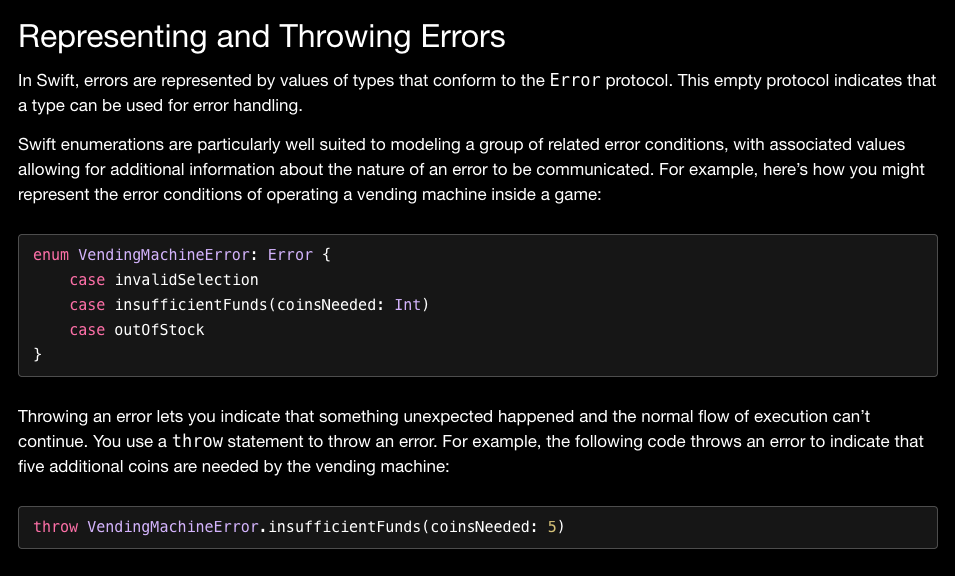 Representing and Throwing Errors
In Swift, errors are represented by values of types that conform to the Error protocol. This empty protocol indicates that
a type can be used for error handling.
Swift enumerations are particularly well suited to modeling a group of related error conditions, with associated values
allowing for additional information about the nature of an error to be communicated. For example, here’s how you might
represent the error conditions of operating a vending machine inside a game:
enum VendingMachineError: Error {
    case invalidSelection
    case insufficientFunds(coinsNeeded: Int)
    case outOfStock
}
Throwing an error lets you indicate that something unexpected happened and the normal flow of execution can’t
continue. You use a throw statement to throw an error. For example, the following code throws an error to indicate that
five additional coins are needed by the vending machine:
throw VendingMachineError.insufficientFunds(coinsNeeded: 5)